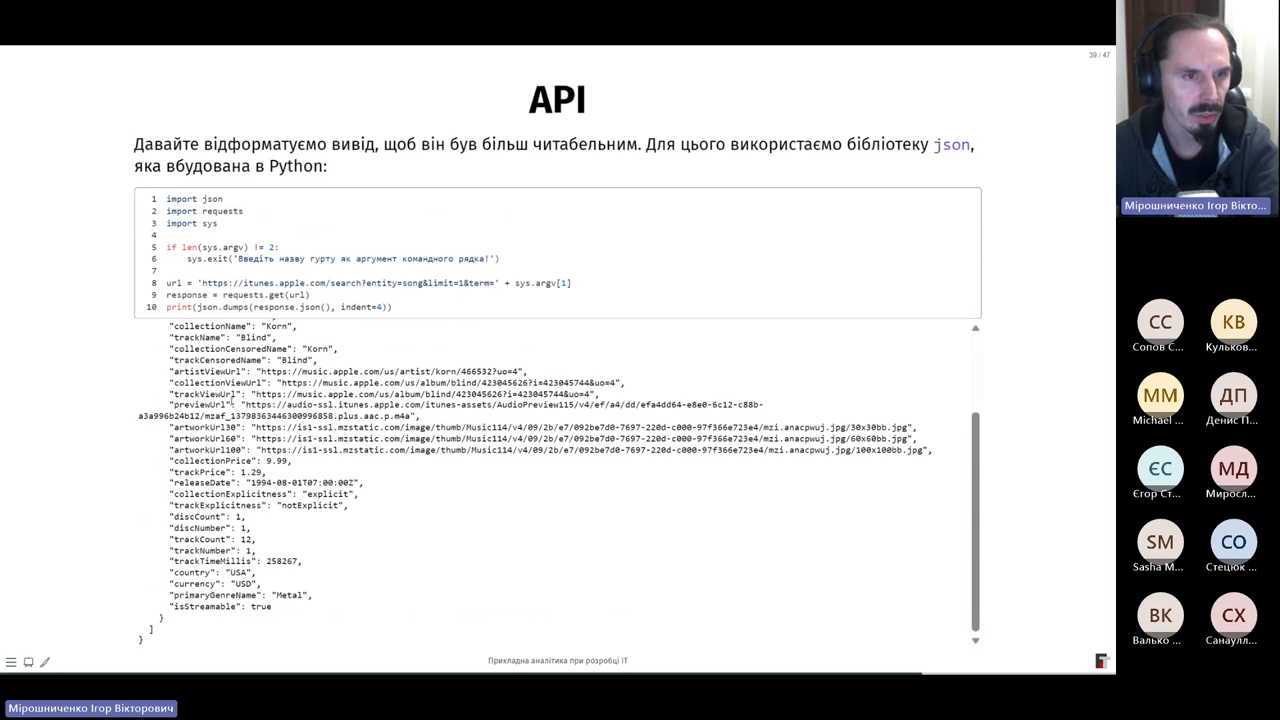 39 / 47
API
Давайте відформатуємо вивід, щоб він був більш читабельним. Для цього використаємо бібліотеку json,
яка вбудована в Python:
1 import json
2 import requests
3 import sys
4
5 if len(sys.argv) != 2:
6 sys.exit('Введіть назву гурту як аргумент командного рядка!')
7
8 url = 'https://itunes.apple.com/search?entity=song&limit=1&term=' + sys.argv[1]
9 response = requests.get(url)
10 print(json.dumps(response.json(), indent=4))
"collectionName": "Korn",
"trackName": "Blind",
"collectionCensoredName": "Korn",
"trackCensoredName": "Blind",
"artistViewUrl": "https://music.apple.com/us/artist/korn/466532?uo=4",
"collectionViewUrl": "https://music.apple.com/us/album/blind/423045626?i=423045744&uo=4",
"trackViewUrl": "https://music.apple.com/us/album/blind/423045626?i=423045744&uo=4",
"previewUrl": "https://audio-ssl.itunes.apple.com/itunes-assets/AudioPreview115/v4/ef/a4/dd/efa4dd64-e8e0-6c12-c88b-
a3a996b24b12/mzaf_13798363446300996858.plus.aac.p.m4a",
"artworkUrl30": "https://is1-ssl.mzstatic.com/image/thumb/Music114/v4/09/2b/e7/092be7d0-7697-220d-c000-97f366e723e4/mzi.anacpwuj.jpg/30x30bb.jpg",
"artworkUrl60": "https://is1-ssl.mzstatic.com/image/thumb/Music114/v4/09/2b/e7/092be7d0-7697-220d-c000-97f366e723e4/mzi.anacpwuj.jpg/60x60bb.jpg",
"artworkUrl100": "https://is1-ssl.mzstatic.com/image/thumb/Music114/v4/09/2b/e7/092be7d0-7697-220d-c000-97f366e723e4/mzi.anacpwuj.jpg/100x100bb.jpg",
"collectionPrice": 9.99,
"trackPrice": 1.29,
"releaseDate": "1994-08-01T07:00:00Z",
"collectionExplicitness": "explicit",
"trackExplicitness": "notExplicit",
"discCount": 1,
"discNumber": 1,
"trackCount": 12,
"trackNumber": 1,
"trackTimeMillis": 258267,
"country": "USA",
"currency": "USD",
"primaryGenreName": "Metal",
"isStreamable": true
}
]
}
Прикладна аналітика при розробці IT
Мірошниченко Ігор Вікто...
СС КВ
Сопов С... Кульков...
MM ДП
Michael ... Денис П...
ЄС МД
Єгор Ст... Миросл...
SM СО
Sasha M... Стецюк ...
ВК СХ
Валько ... Санаулл...
Мірошниченко Ігор Вікторович